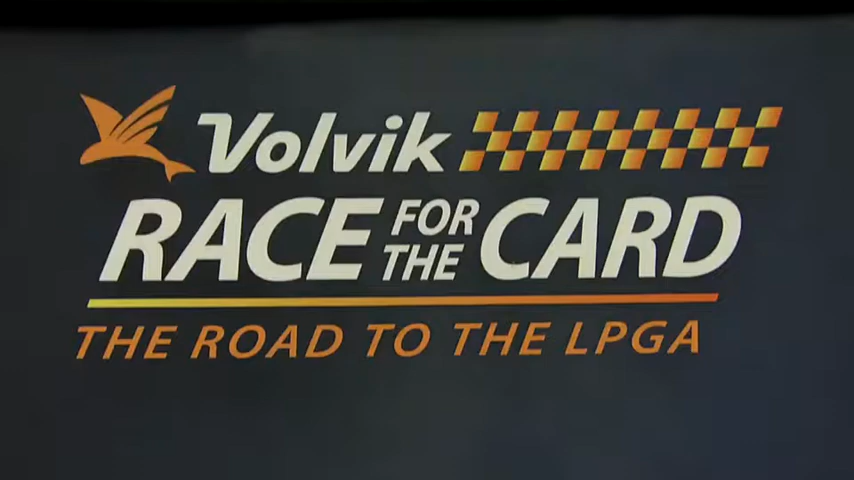 Volvik
RACE FOR THE CARD
THE ROAD TO THE LPGA